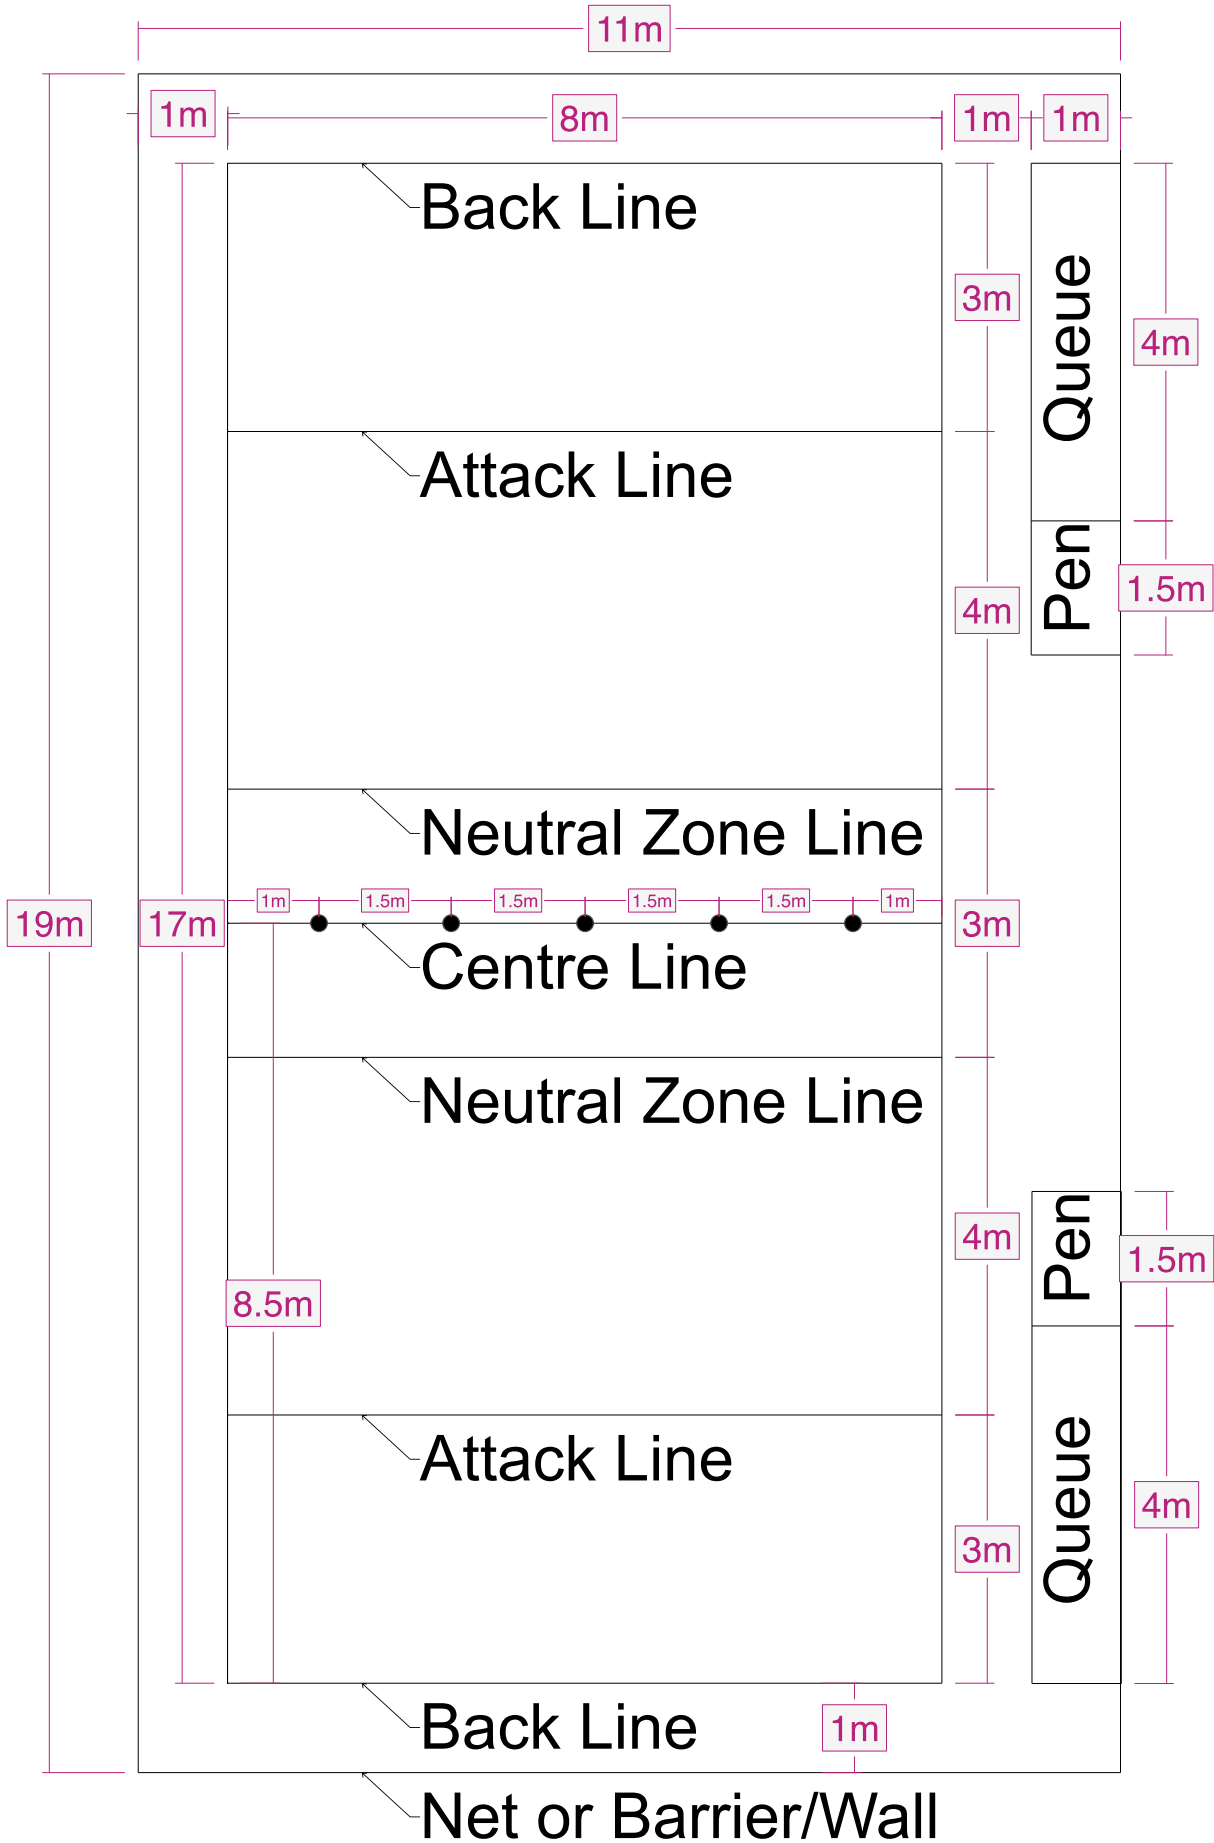 11m
1m
8m
1m
1m
Back Line
3m
Queue
4m
Attack Line
Pen
1.5m
4m
Neutral Zone Line
1m
1.5m
1.5m
1.5m
1.5m
1m
19m
17m
3m
Centre Line
Neutral Zone Line
Pen
4m
1.5m
8.5m
Attack Line
Queue
4m
3m
Back Line
1m
Net or Barrier/Wall